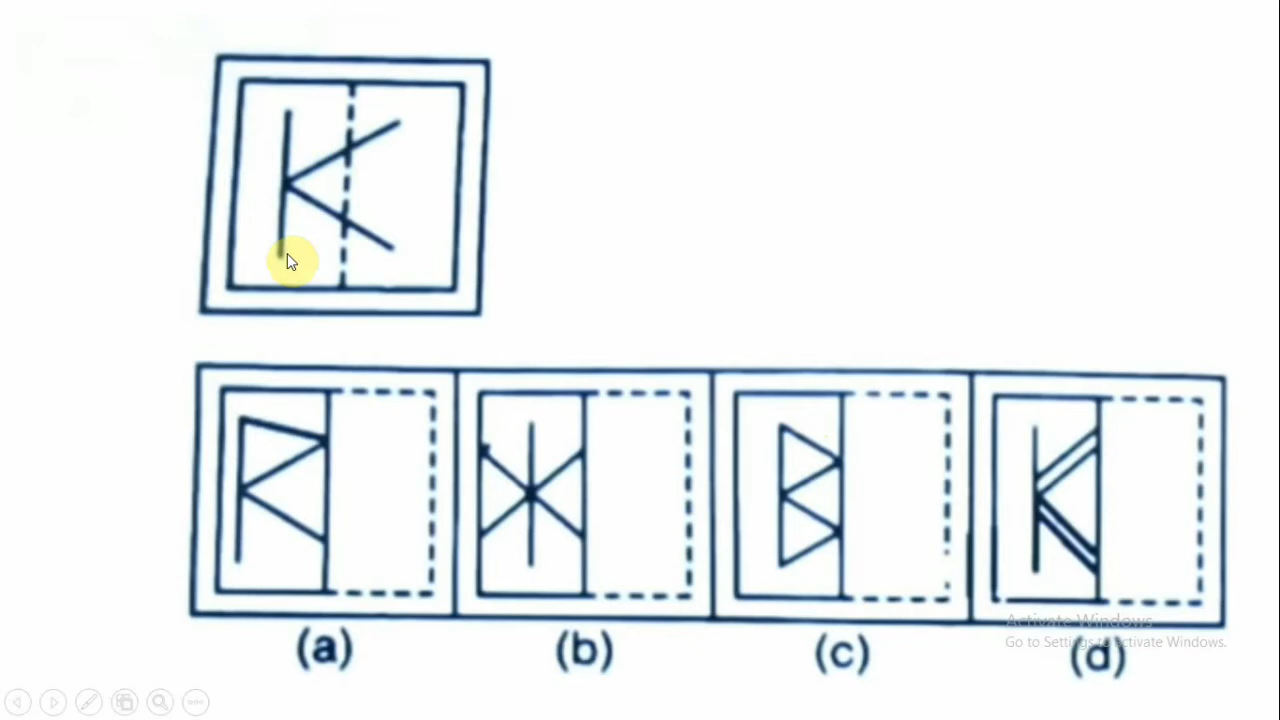 (a) (b) (c) (d)
Activate Windows
Go to Settings to Activate Windows.